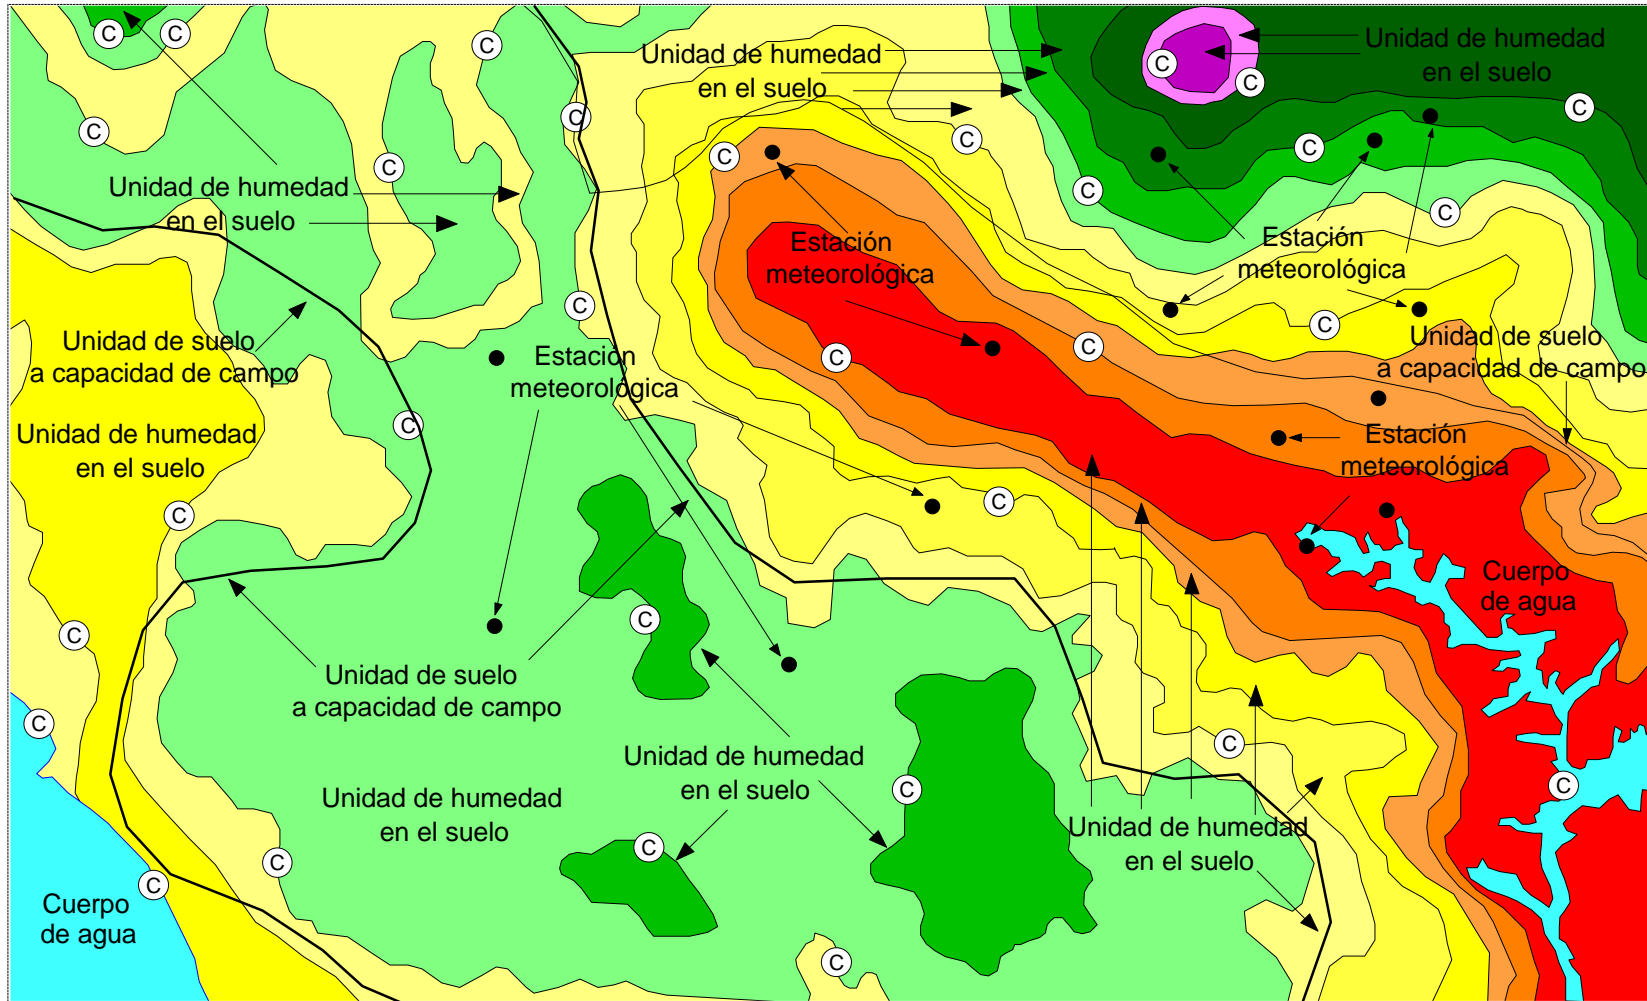 C
C
C
C
C
C
C
Unidad de humedad
en el suelo
Unidad de humedad
en el suelo
C
C
C
C
C
C
C
C
Unidad de humedad
en el suelo
Estación
meteorológica
Estación
meteorológica
C
C
C
C
Unidad de suelo
a capacidad de campo
Estación
meteorológica
Unidad de suelo
a capacidad de campo
C
Unidad de humedad
en el suelo
Estación
meteorológica
C
C
Cuerpo
de agua
C
C
Unidad de suelo
a capacidad de campo
C
C
Unidad de humedad
en el suelo
C
C
Unidad de humedad
en el suelo
Unidad de humedad
en el suelo
C
C
C
Cuerpo
de agua
C